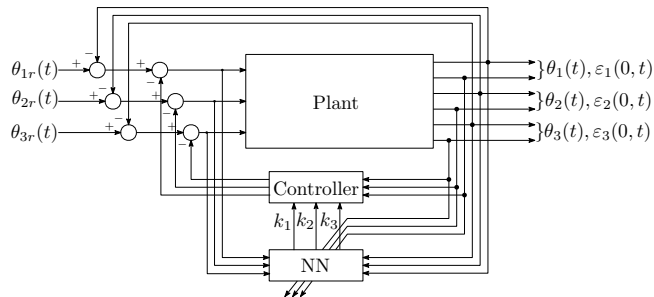 θ₁ᵣ(t) + − + − Plant }θ₁(t), ε₁(0, t)
θ₂ᵣ(t) + − + − }θ₂(t), ε₂(0, t)
θ₃ᵣ(t) + − + − }θ₃(t), ε₃(0, t)
Controller
k₁ k₂ k₃
NN